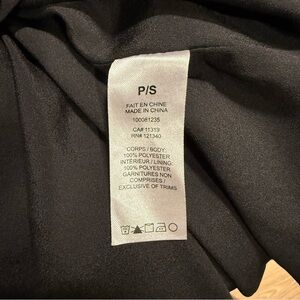 P/S
FAIT EN CHINE
MADE IN CHINA
100081235
CA# 11319
RN# 121340
CORPS / BODY:
100% POLYESTER
INTERIEUR / LINING:
100% POLYESTER
GARNITURES NON
COMPRISES /
EXCLUSIVE OF TRIMS